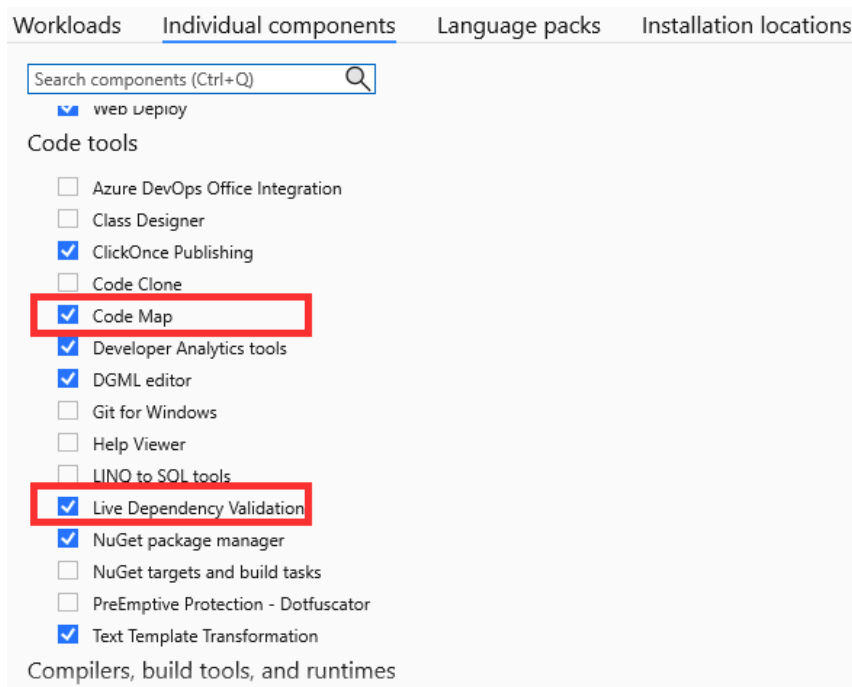 Workloads Individual components Language packs Installation locations
Search components (Ctrl+Q)
Web Deploy
Code tools
Azure DevOps Office Integration
Class Designer
ClickOnce Publishing
Code Clone
Code Map
Developer Analytics tools
DGML editor
Git for Windows
Help Viewer
LINQ to SQL tools
Live Dependency Validation
NuGet package manager
NuGet targets and build tasks
PreEmptive Protection - Dotfuscator
Text Template Transformation
Compilers, build tools, and runtimes